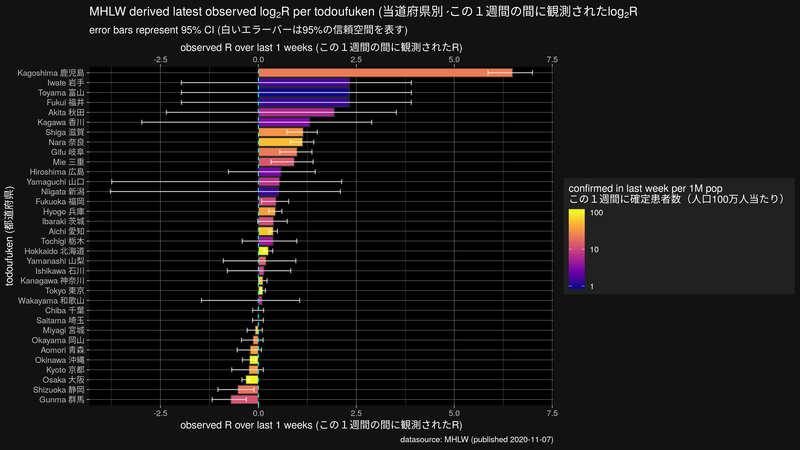 MHLW derived latest observed log₂R per todoufuken (当道府県別 -この１週間の間に観測されたlog₂R
error bars represent 95% CI (白いエラーバーは95%の信頼空間を表す)
observed R over last 1 weeks (この１週間の間に観測されたR)
-2.5 0.0 2.5 5.0 7.5
todoufuken (都道府県)
Kagoshima 鹿児島
Iwate 岩手
Toyama 富山
Fukui 福井
Akita 秋田
Kagawa 香川
Shiga 滋賀
Nara 奈良
Gifu 岐阜
Mie 三重
Hiroshima 広島
Yamaguchi 山口
Niigata 新潟
Fukuoka 福岡
Hyogo 兵庫
Ibaraki 茨城
Aichi 愛知
Tochigi 栃木
Hokkaido 北海道
Yamanashi 山梨
Ishikawa 石川
Kanagawa 神奈川
Tokyo 東京
Wakayama 和歌山
Chiba 千葉
Saitama 埼玉
Miyagi 宮城
Okayama 岡山
Aomori 青森
Okinawa 沖縄
Kyoto 京都
Osaka 大阪
Shizuoka 静岡
Gunma 群馬
-2.5 0.0 2.5 5.0 7.5
observed R over last 1 weeks (この１週間の間に観測されたR)
confirmed in last week per 1M pop
この１週間に確定患者数（人口100万人当たり）
100
10
1
datasource: MHLW (published 2020-11-07)